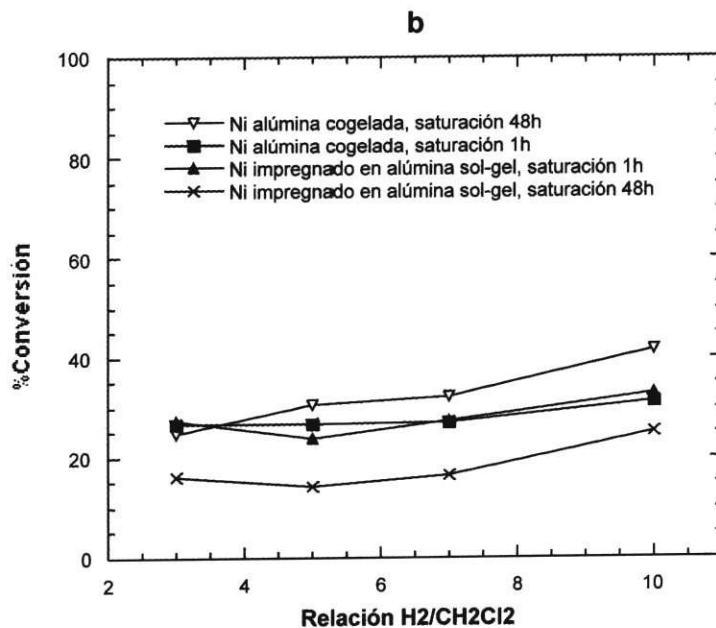 b
100
80
60
40
20
0
%Conversión
Ni alúmina cogelada, saturación 48h
Ni alúmina cogelada, saturación 1h
Ni impregnado en alúmina sol-gel, saturación 1h
Ni impregnado en alúmina sol-gel, saturación 48h
2 4 6 8 10
Relación H2/CH2Cl2